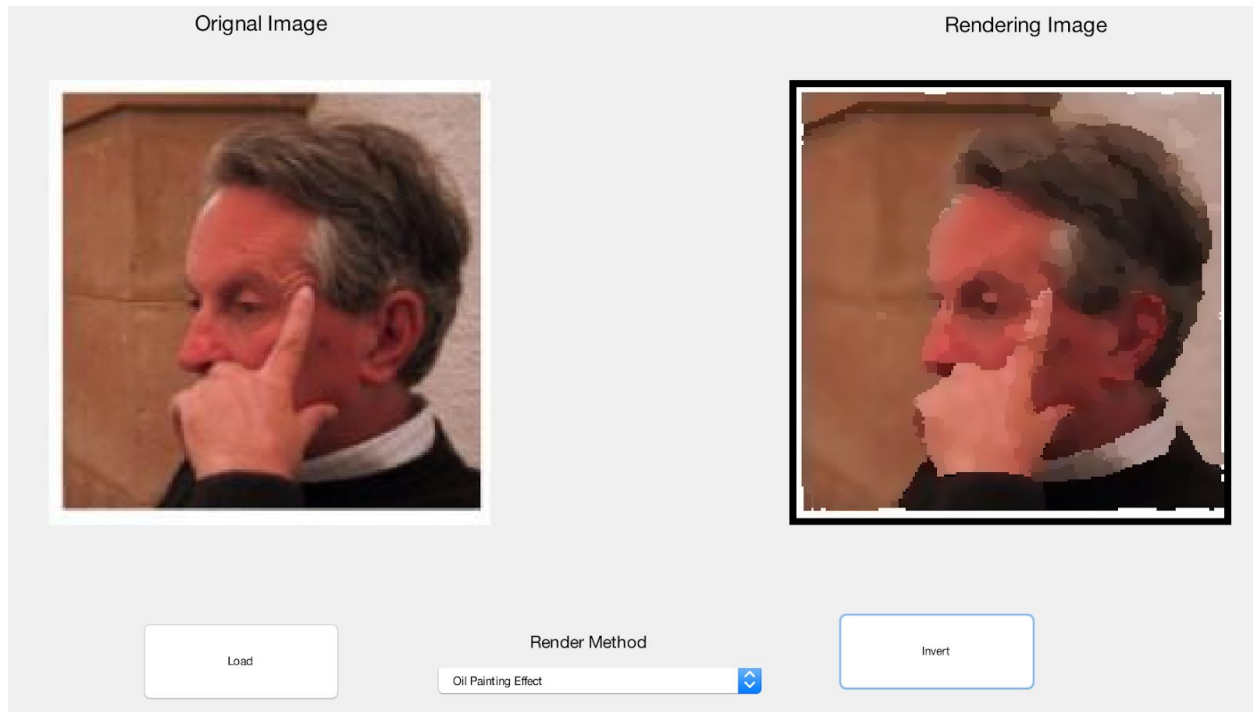 Orignal Image
Rendering Image
Render Method
Load
Oil Painting Effect
Invert